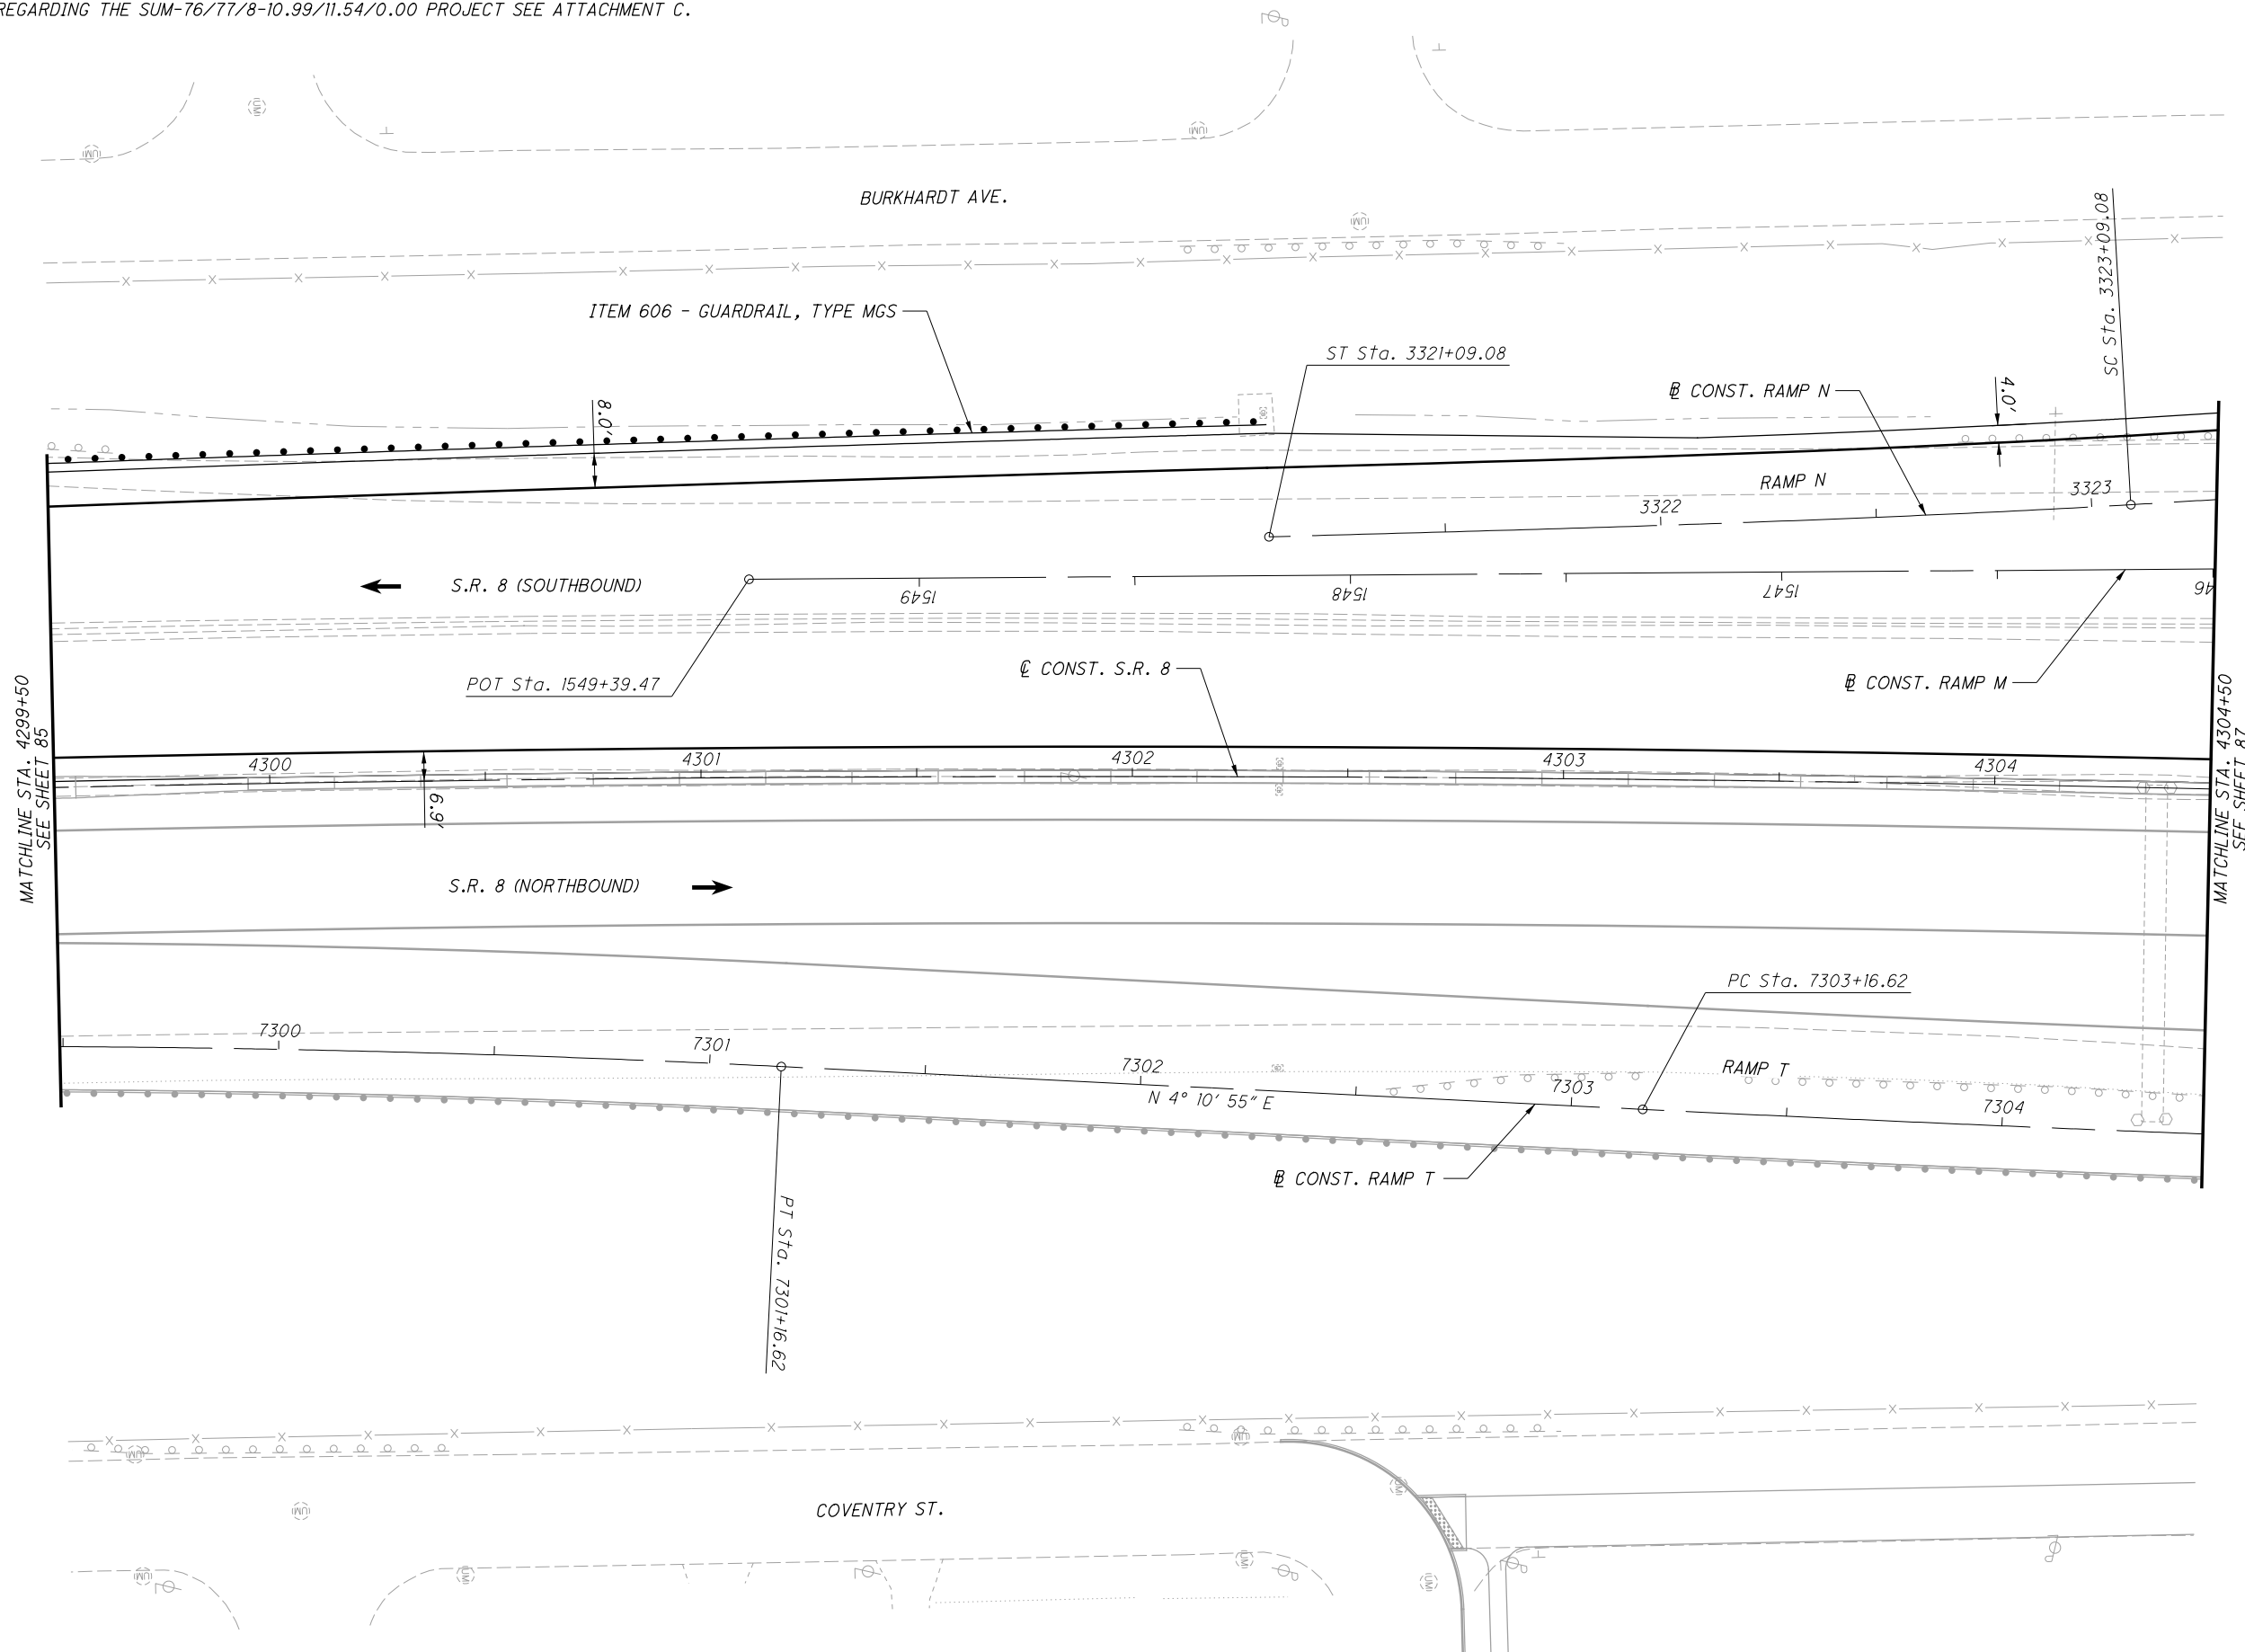 REGARDING THE SUM-76/77/8-10.99/11.54/0.00 PROJECT SEE ATTACHMENT C.
BURKHARDT AVE.
ITEM 606 - GUARDRAIL, TYPE MGS
ST Sta. 3321+09.08
℄ CONST. RAMP N
4.0'
SC Sta. 3323+09.08
8.0'
RAMP N
3322
3323
S.R. 8 (SOUTHBOUND)
1549
1548
1547
46
POT Sta. 1549+39.47
℄ CONST. S.R. 8
℄ CONST. RAMP M
MATCHLINE STA. 4299+50
SEE SHEET 85
MATCHLINE STA. 4304+50
SEE SHEET 87
4300
4301
4302
4303
4304
6.9'
S.R. 8 (NORTHBOUND)
PC Sta. 7303+16.62
7300
7301
7302
7303
7304
RAMP T
N 4° 10' 55" E
℄ CONST. RAMP T
PT Sta. 7301+16.62
COVENTRY ST.